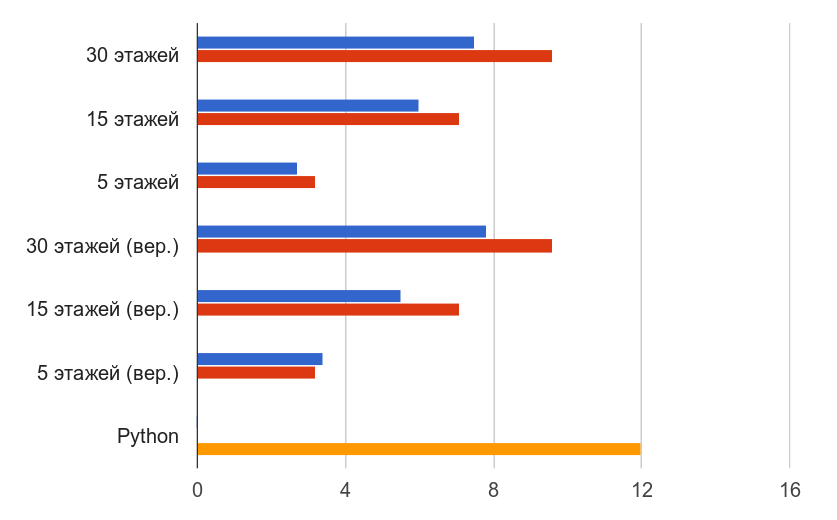 30 этажей
15 этажей
5 этажей
30 этажей (вер.)
15 этажей (вер.)
5 этажей (вер.)
Python
0 4 8 12 16